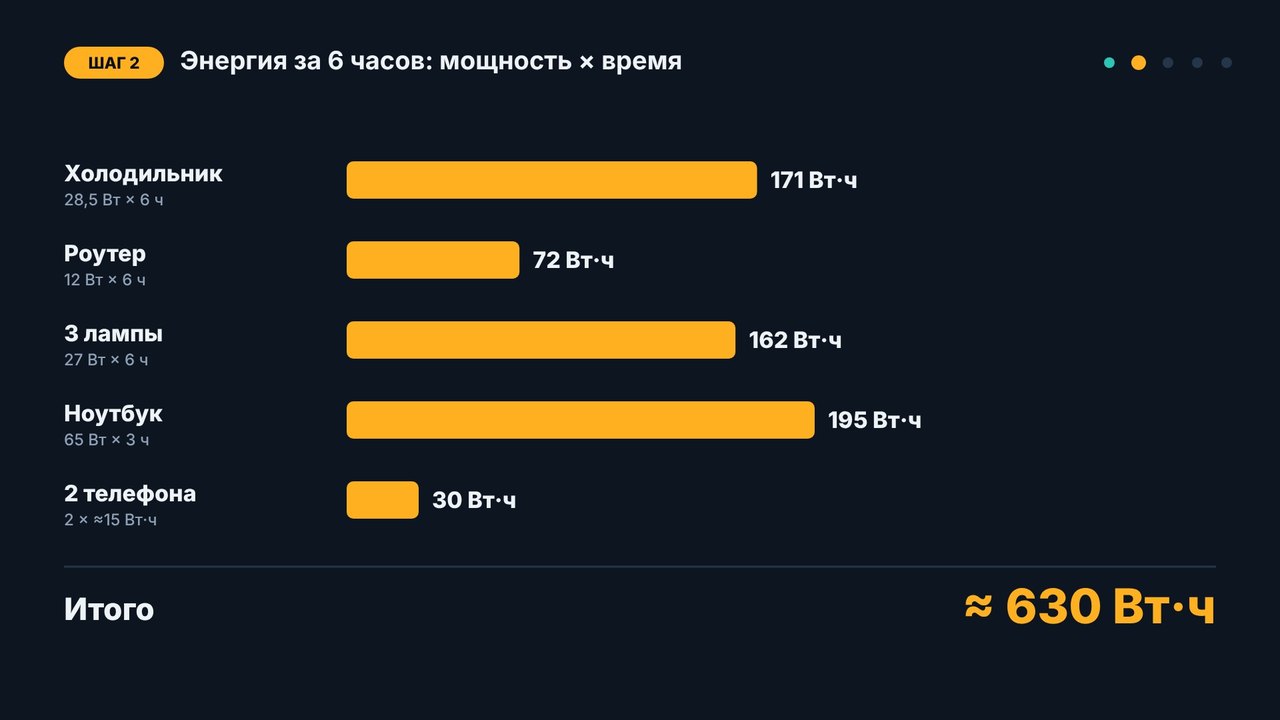 ШАГ 2
Энергия за 6 часов: мощность × время
Холодильник
28,5 Вт × 6 ч
171 Вт·ч
Роутер
12 Вт × 6 ч
72 Вт·ч
3 лампы
27 Вт × 6 ч
162 Вт·ч
Ноутбук
65 Вт × 3 ч
195 Вт·ч
2 телефона
2 × ≈15 Вт·ч
30 Вт·ч
Итого
≈ 630 Вт·ч